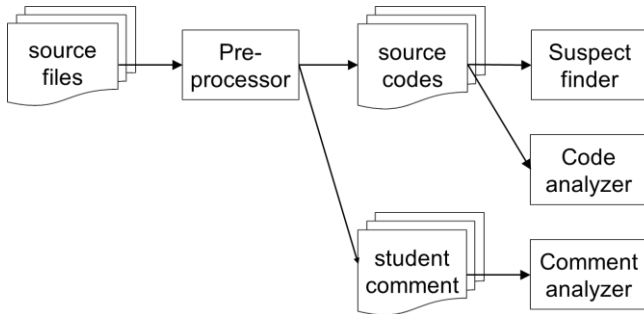 source
files
Pre-
processor
source
codes
Suspect
finder
Code
analyzer
student
comment
Comment
analyzer